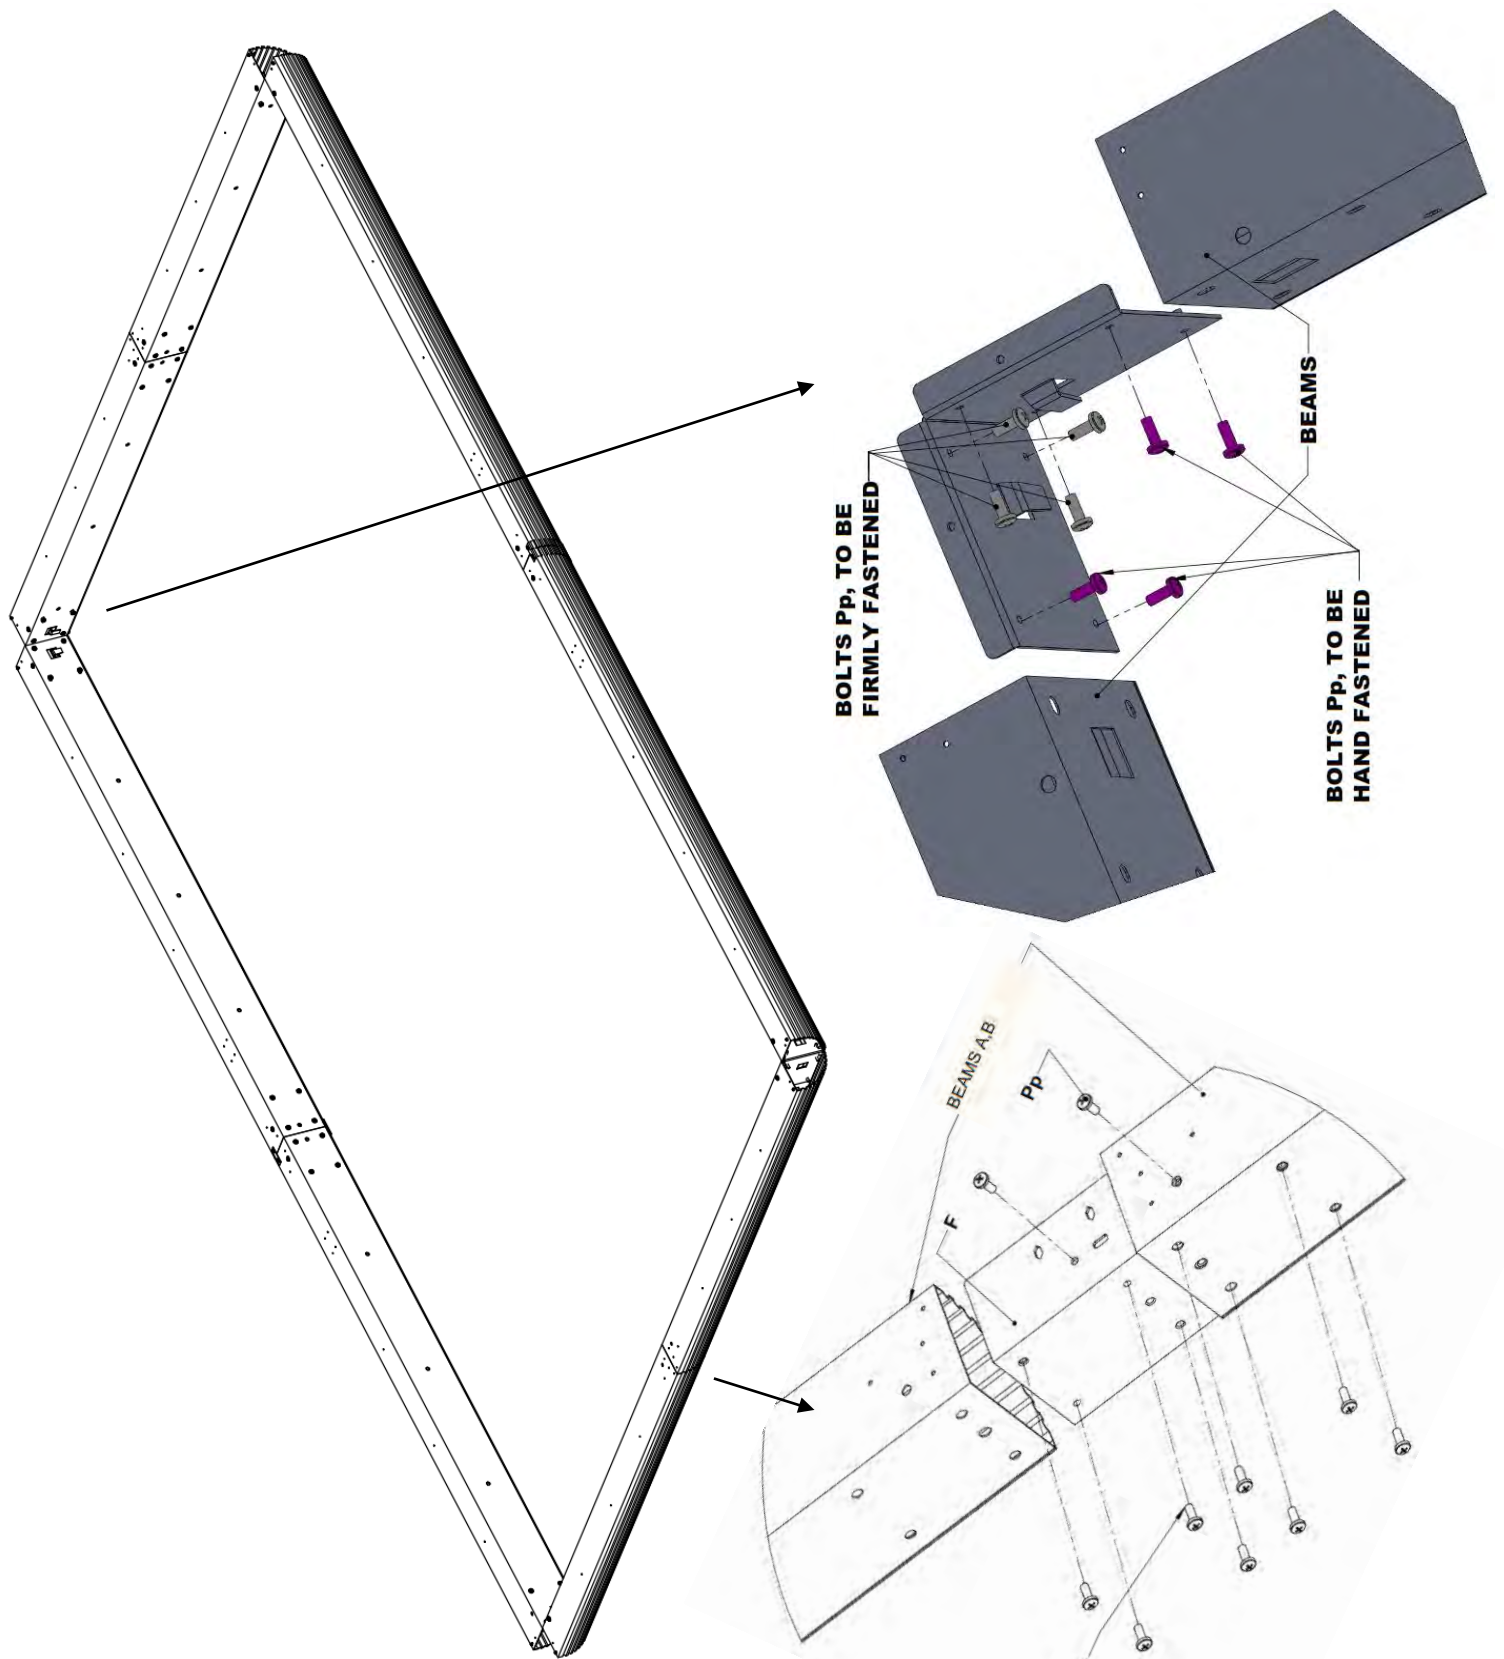 BOLTS Pp, TO BE
FIRMLY FASTENED
BEAMS
BOLTS Pp, TO BE
HAND FASTENED
BEAMS A,B
Pp
F